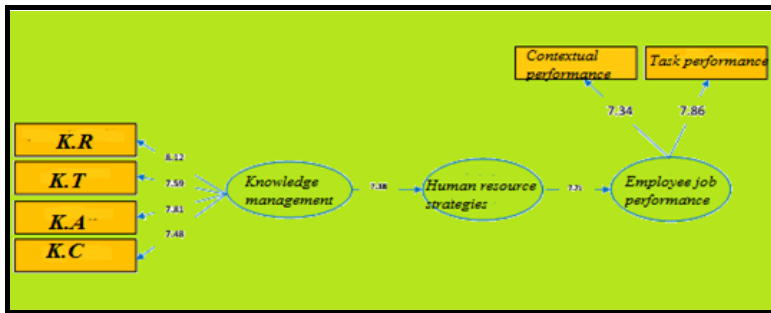 Contextual
performance
Task performance
7.34
7.86
K.R
8.12
K.T
7.59
K.A
7.81
K.C
7.48
Knowledge
management
7.38
Human resource
strategies
Employee job
performance